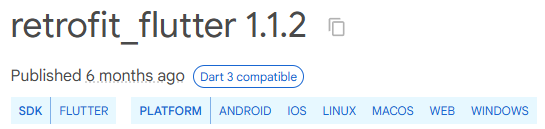 retrofit_flutter 1.1.2
Published 6 months ago Dart 3 compatible
SDK FLUTTER PLATFORM ANDROID IOS LINUX MACOS WEB WINDOWS